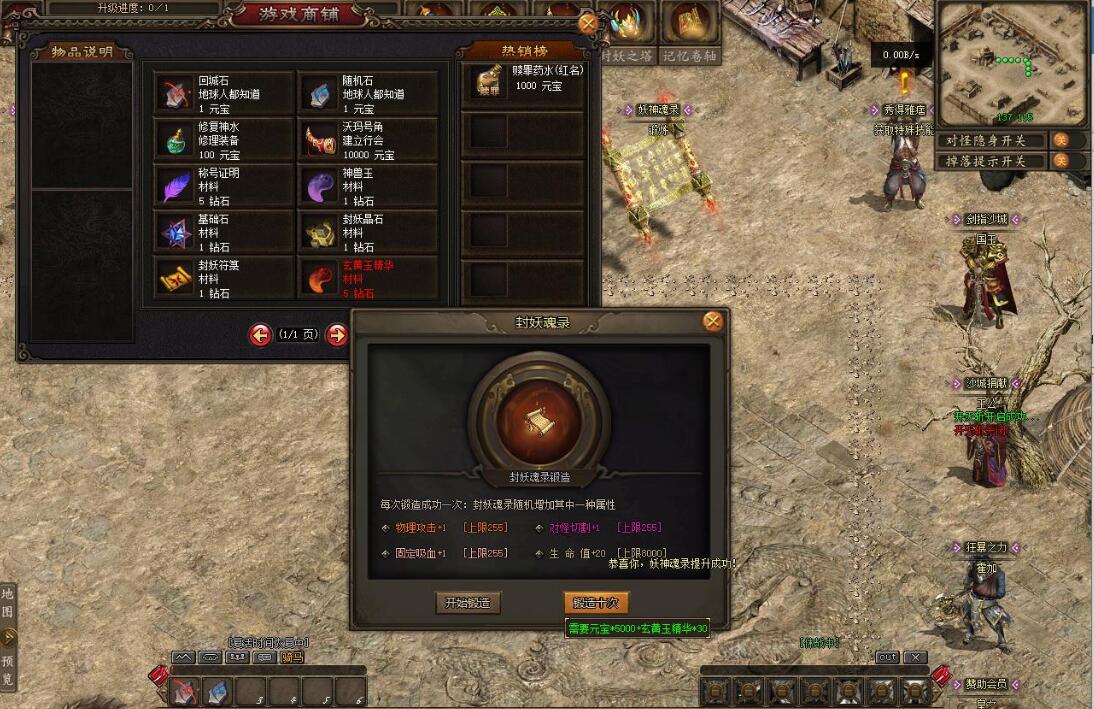 升级进度：0/1
游戏商铺
物品说明
热销榜
回城石
地球人都知道
1 元宝
随机石
地球人都知道
1 元宝
修复神水
修理装备
100 元宝
沃玛号角
建立行会
10000 元宝
称号证明
材料
5 钻石
神兽玉
材料
1 钻石
基础石
材料
1 钻石
封妖晶石
材料
1 钻石
封妖符篆
材料
1 钻石
玄黄玉精华
材料
5 钻石
赎罪药水(红名)
1000 元宝
(1/1 页)
封妖之塔
记忆卷轴
0.00B/s
137:115
对怪隐身开关
关
掉落提示开关
关
妖神魂录
锻炼
获取特殊技能
剑指沙城
国王
沙城捐献
狂暴之力
霍加
赞助会员
封妖魂录
封妖魂录锻造
每次锻造成功一次：封妖魂录随机增加其中一种属性
物理攻击+1 [上限255]
对怪切割+1 [上限255]
固定吸血+1 [上限255]
生 命 值+20 [上限8000]
恭喜你，妖神魂录提升成功!
开始锻造
锻造十次
需要元宝*5000+玄黄玉精华*30
地图
预览
骑马
3
4
5
6
out